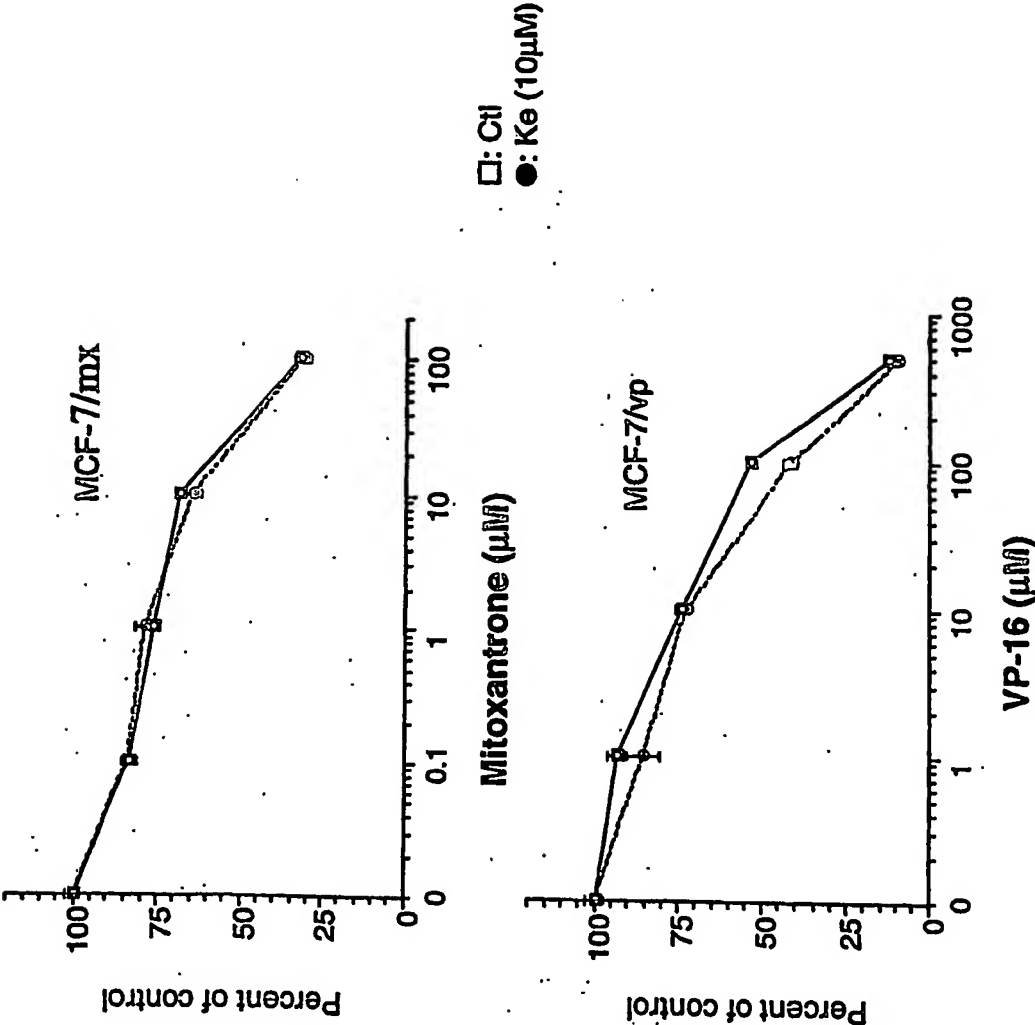 MCF-7/mx
Percent of control
100
75
50
25
0
0
0.1
1
10
100
Mitoxantrone (µM)
□: Ctl
●: Ke (10µM)
MCF-7/vp
Percent of control
100
75
50
25
0
0
1
10
100
1000
VP-16 (µM)